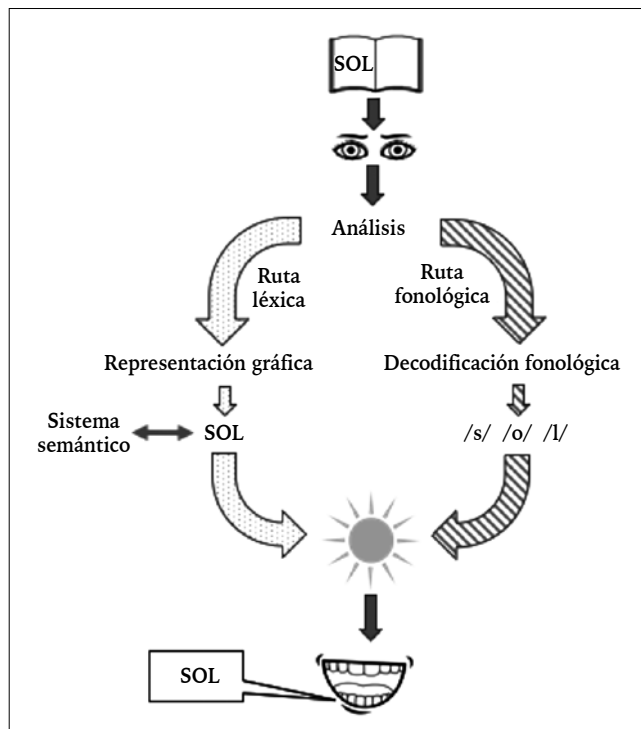 SOL
Análisis
Ruta
léxica
Ruta
fonológica
Representación gráfica
Decodificación fonológica
Sistema
semántico
SOL
/s/ /o/ /l/
SOL